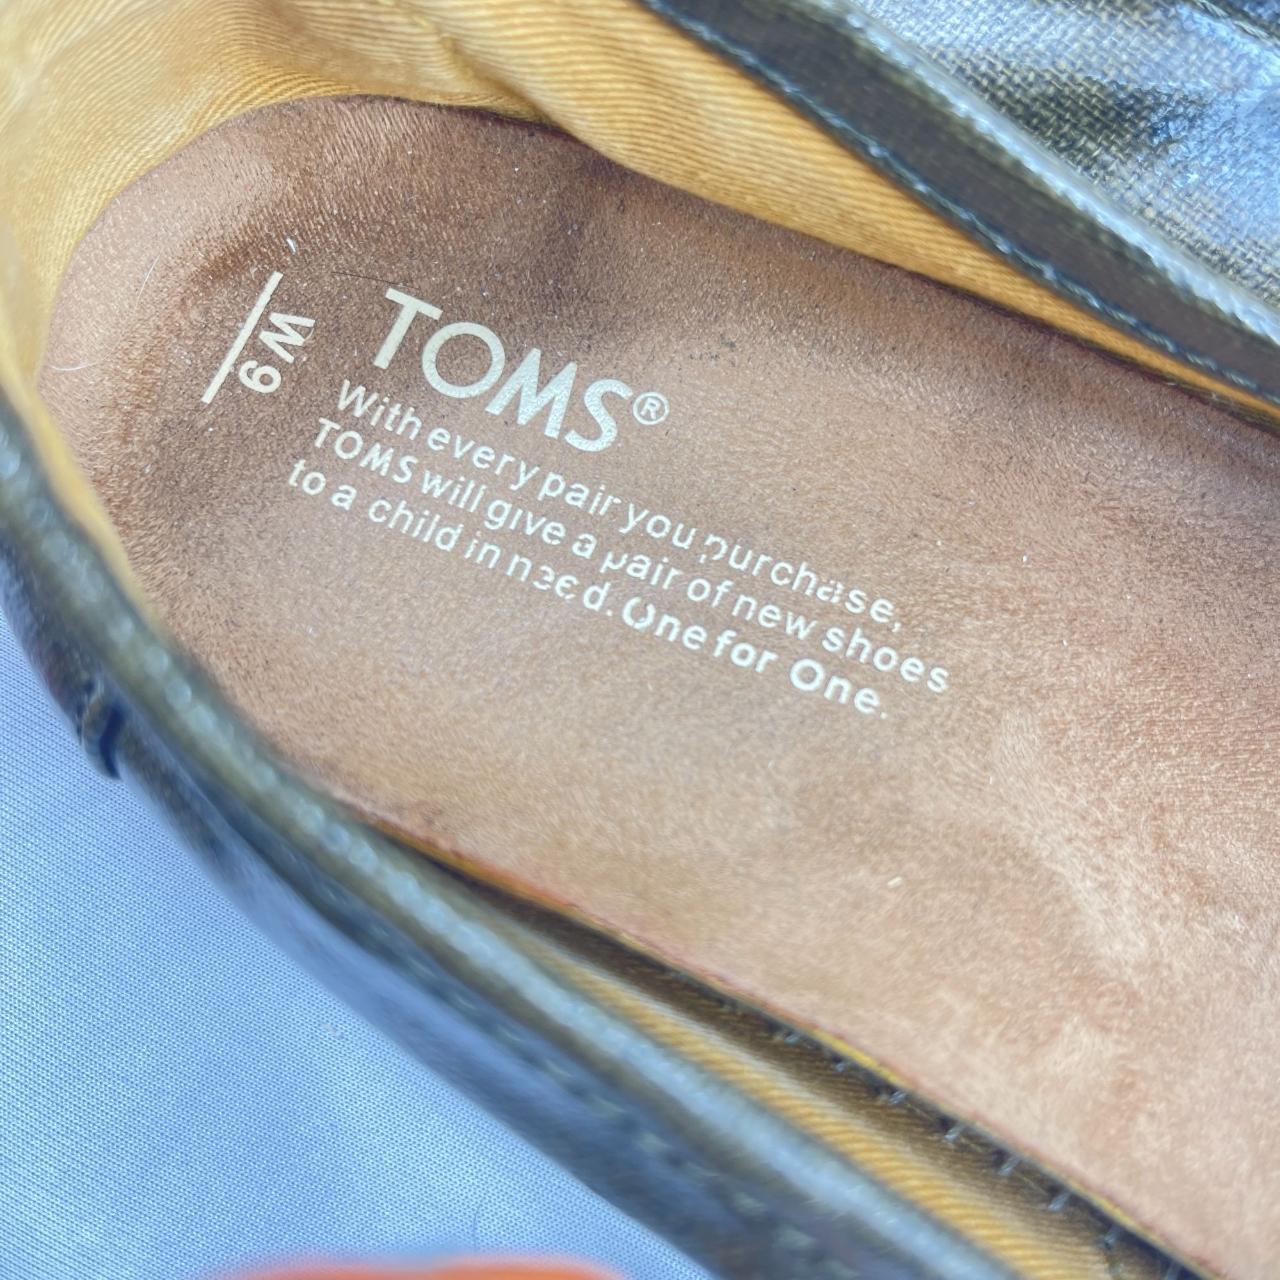 W9
TOMS®
With every pair you purchase,
TOMS will give a pair of new shoes
to a child in need. One for One.